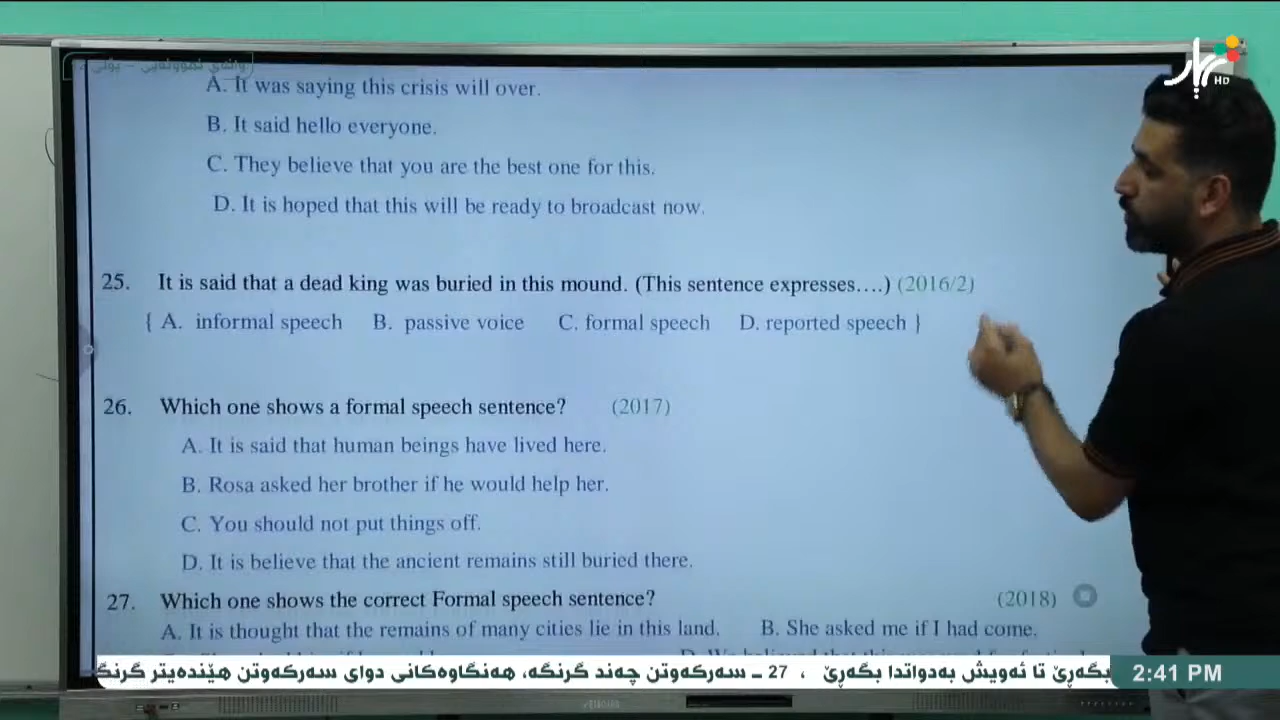 وانەی نموونەیی - پۆلی
A. It was saying this crisis will over.
B. It said hello everyone.
C. They believe that you are the best one for this.
D. It is hoped that this will be ready to broadcast now.
25. It is said that a dead king was buried in this mound. (This sentence expresses….) (2016/2)
{ A. informal speech B. passive voice C. formal speech D. reported speech }
26. Which one shows a formal speech sentence? (2017)
A. It is said that human beings have lived here.
B. Rosa asked her brother if he would help her.
C. You should not put things off.
D. It is believe that the ancient remains still buried there.
27. Which one shows the correct Formal speech sentence? (2018)
A. It is thought that the remains of many cities lie in this land. B. She asked me if I had come.
HD
بگەڕێ تا ئەویش بەدواتدا بگەڕێ ، 27 ـ سەرکەوتن چەند گرنگە، هەنگاوەکانی دوای سەرکەوتن هێندەیتر گرنگ
2:41 PM